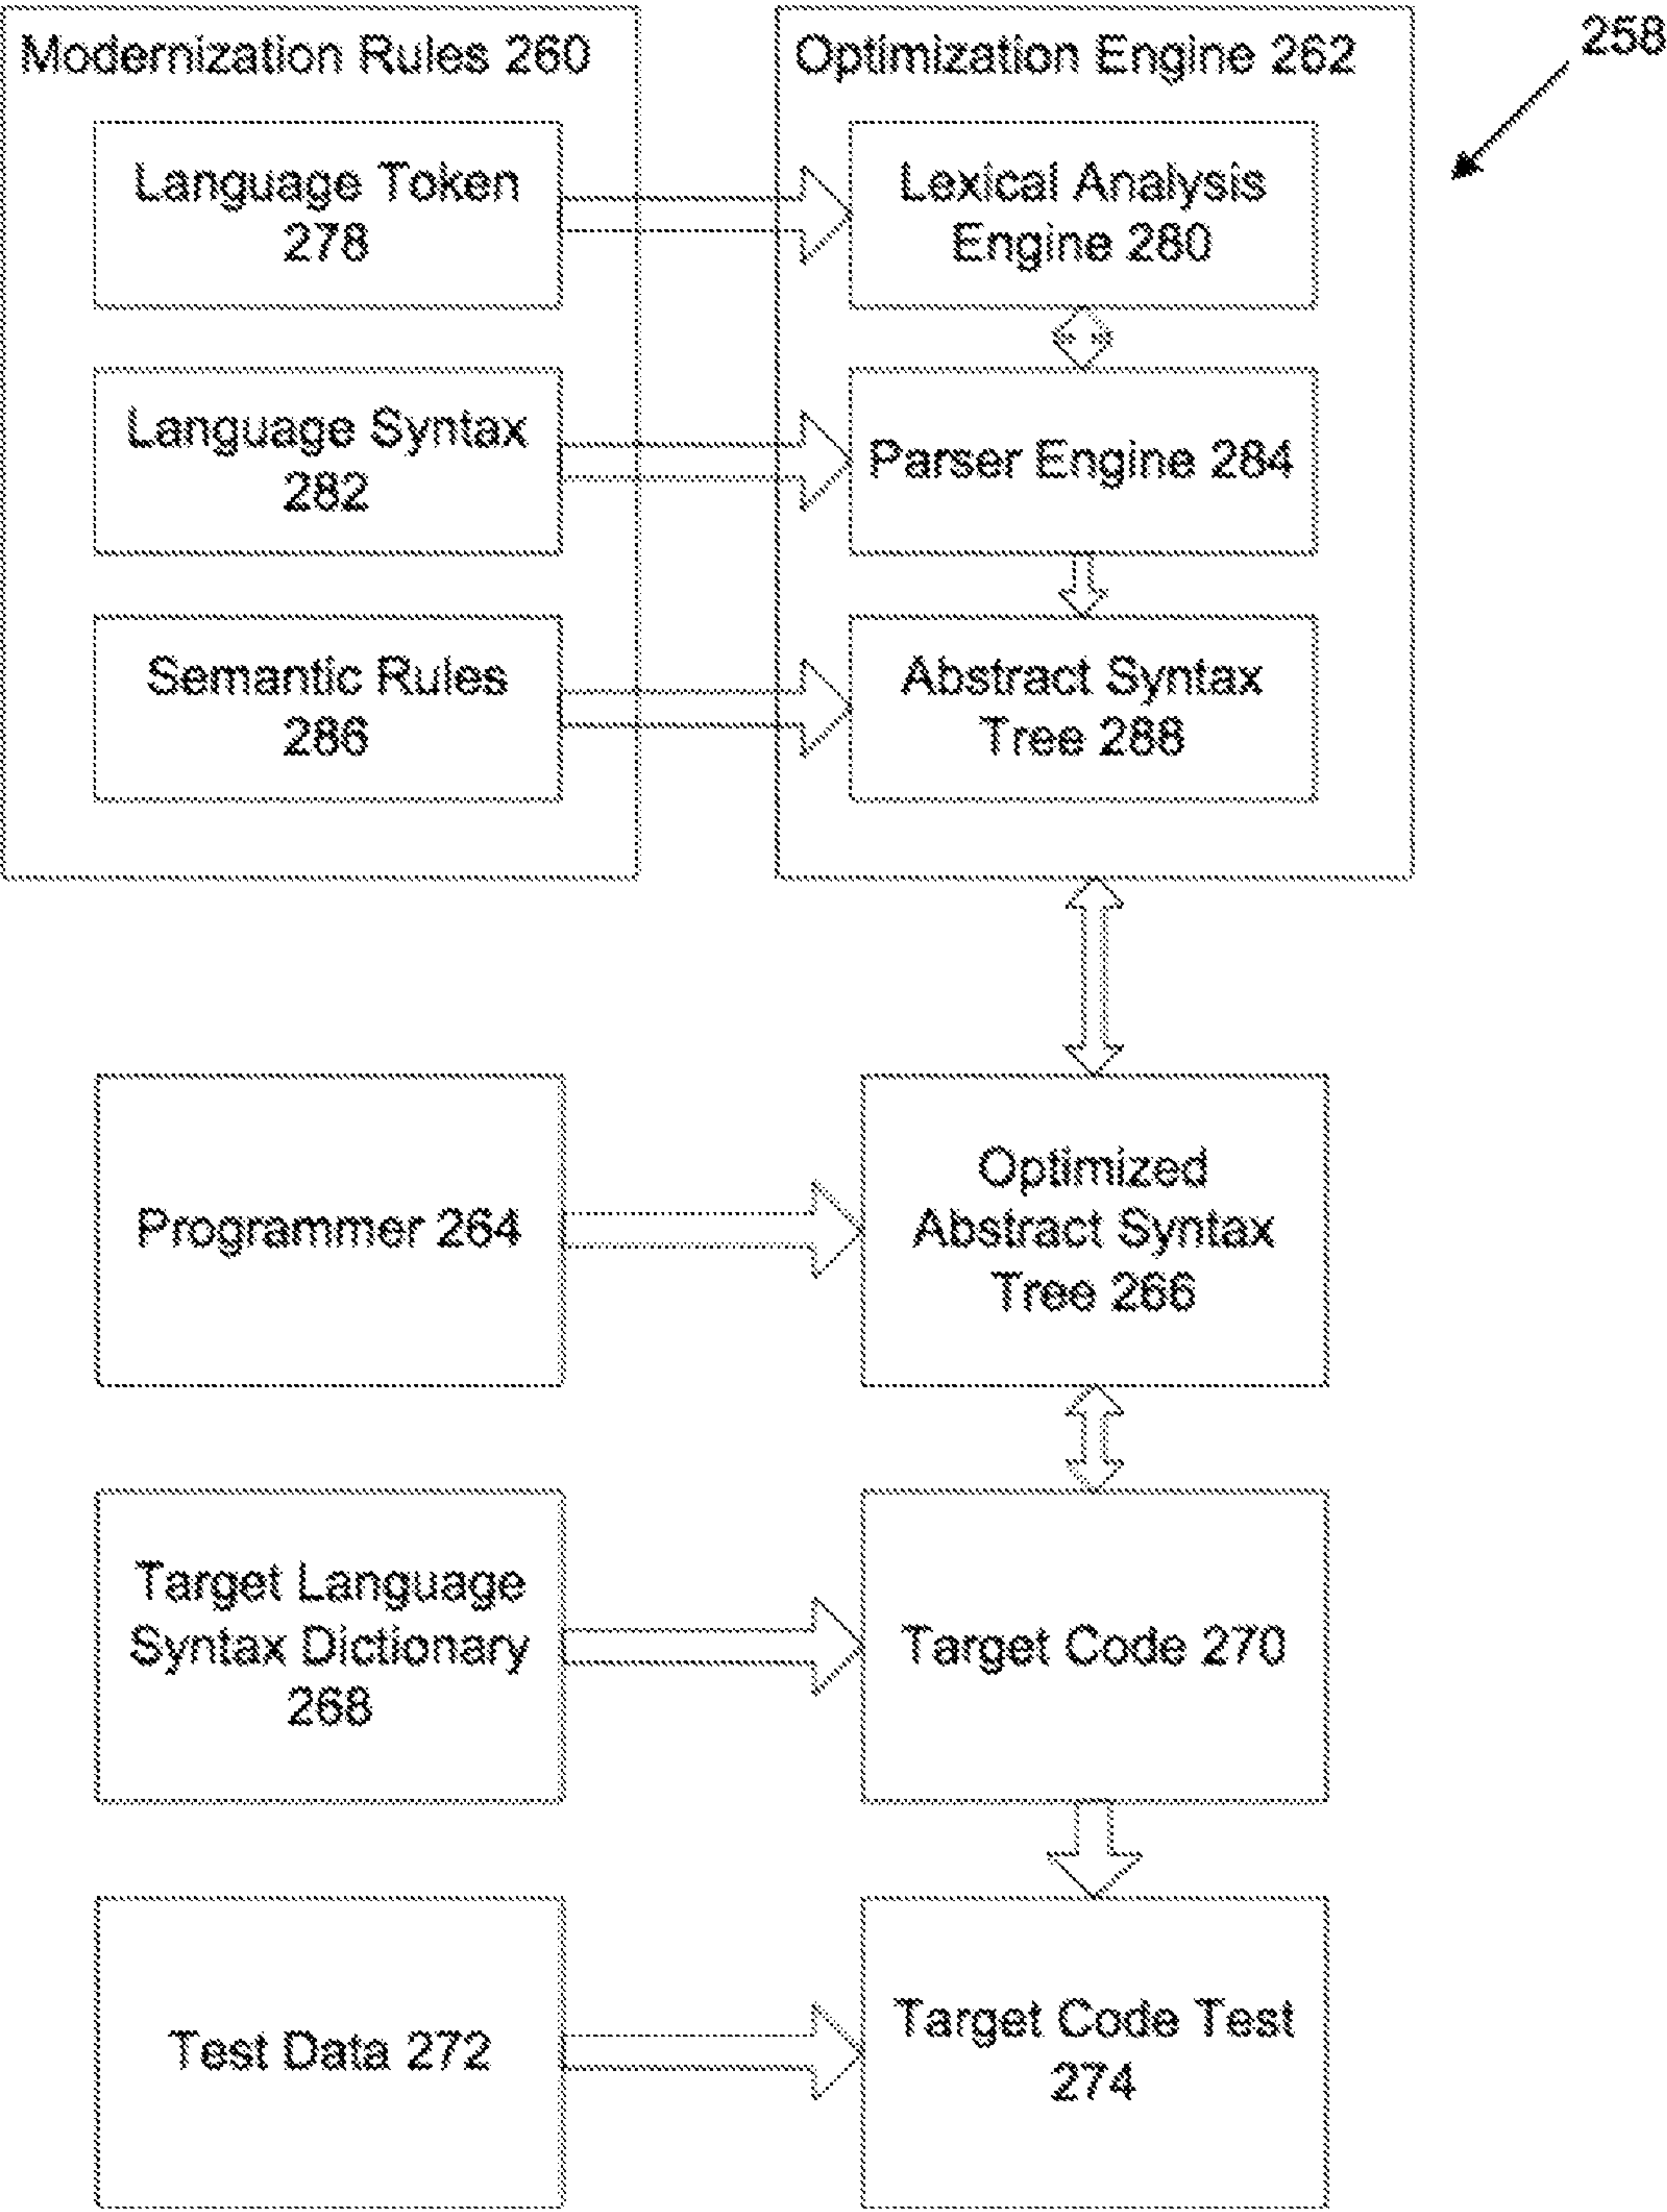 Modernization Rules 260
Optimization Engine 262
258
Language Token
278
Lexical Analysis
Engine 280
Language Syntax
282
Parser Engine 284
Semantic Rules
286
Abstract Syntax
Tree 288
Programmer 264
Optimized
Abstract Syntax
Tree 266
Target Language
Syntax Dictionary
268
Target Code 270
Test Data 272
Target Code Test
274